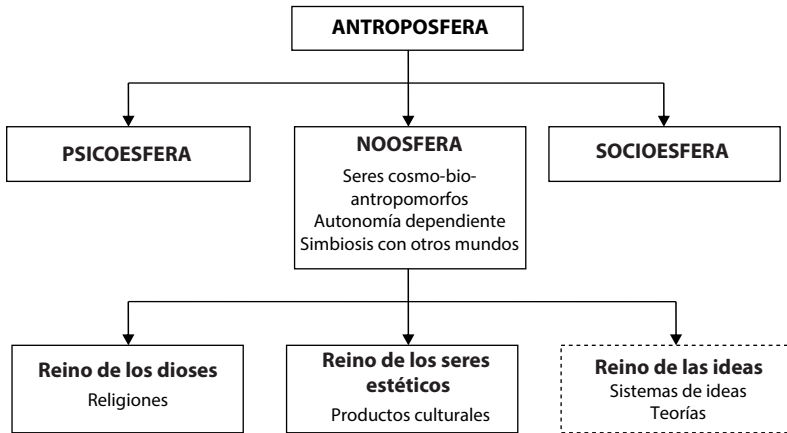 ANTROPOSFERA
PSICOESFERA
NOOSFERA
Seres cosmo-bio-
antropomorfos
Autonomía dependiente
Simbiosis con otros mundos
SOCIOESFERA
Reino de los dioses
Religiones
Reino de los seres
estéticos
Productos culturales
Reino de las ideas
Sistemas de ideas
Teorías